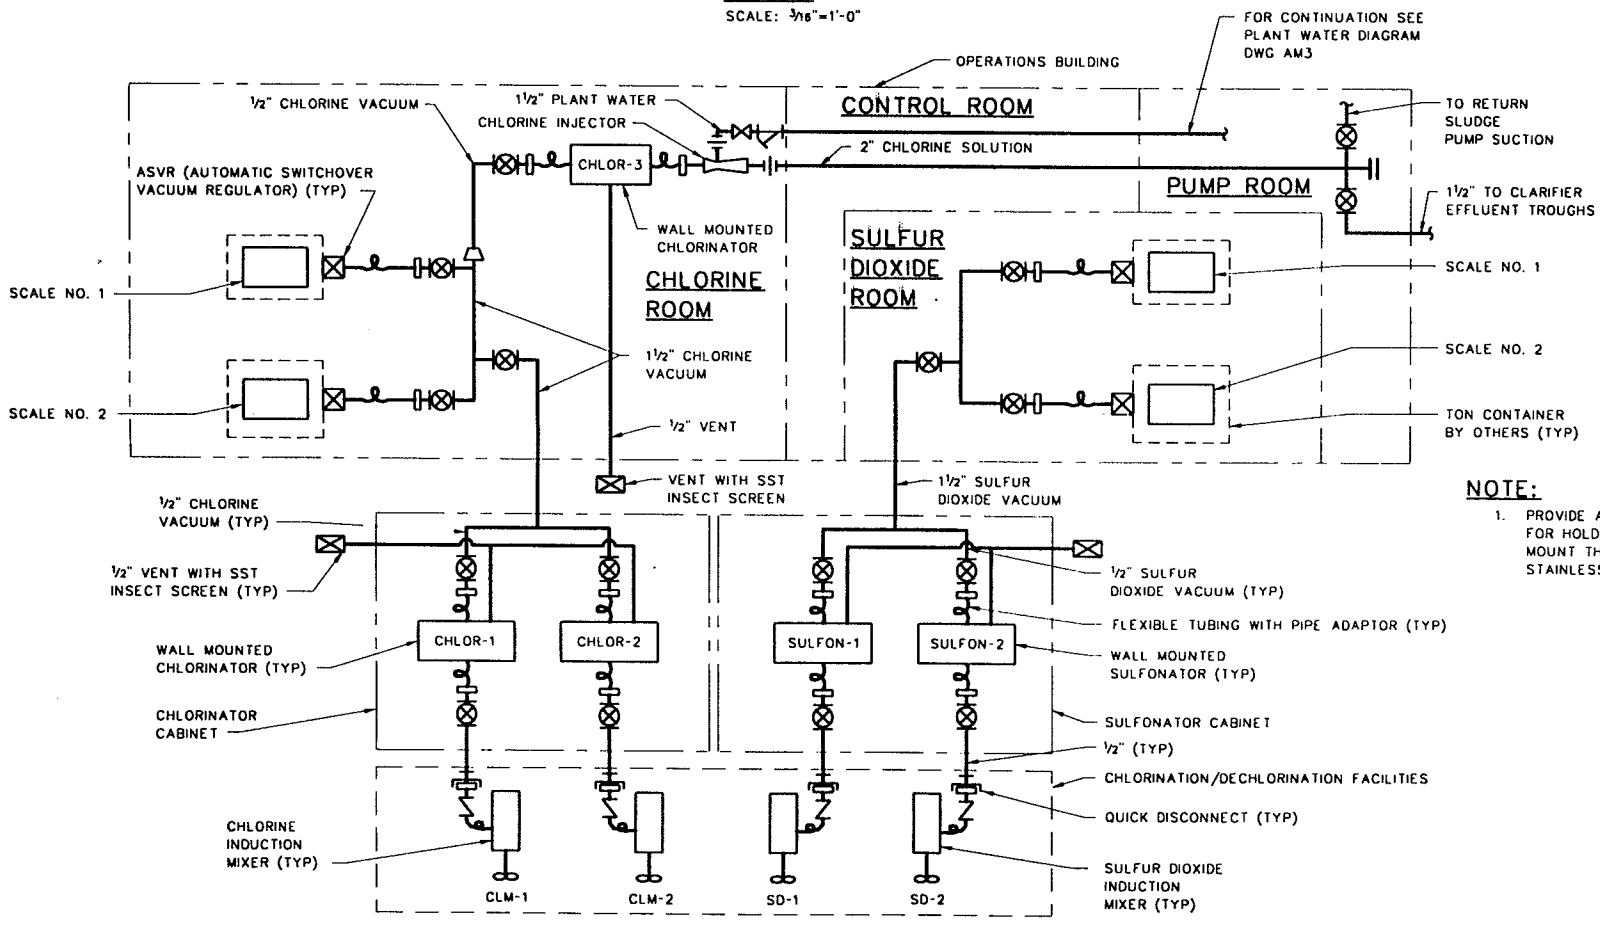 SCALE: 3/16"=1'-0"
FOR CONTINUATION SEE
PLANT WATER DIAGRAM
DWG AM3
OPERATIONS BUILDING
1/2" CHLORINE VACUUM
1 1/2" PLANT WATER
CHLORINE INJECTOR
CONTROL ROOM
TO RETURN
SLUDGE
PUMP SUCTION
2" CHLORINE SOLUTION
CHLOR-3
ASVR (AUTOMATIC SWITCHOVER
VACUUM REGULATOR) (TYP)
PUMP ROOM
1 1/2" TO CLARIFIER
EFFLUENT TROUGHS
WALL MOUNTED
CHLORINATOR
SULFUR
DIOXIDE
ROOM
CHLORINE
ROOM
SCALE NO. 1
SCALE NO. 1
1 1/2" CHLORINE
VACUUM
SCALE NO. 2
SCALE NO. 2
TON CONTAINER
BY OTHERS (TYP)
1/2" VENT
VENT WITH SST
INSECT SCREEN
1 1/2" SULFUR
DIOXIDE VACUUM
NOTE:
1. PROVIDE A
FOR HOLD
MOUNT TH
STAINLESS
1/2" CHLORINE
VACUUM (TYP)
1/2" VENT WITH SST
INSECT SCREEN (TYP)
1/2" SULFUR
DIOXIDE VACUUM (TYP)
FLEXIBLE TUBING WITH PIPE ADAPTOR (TYP)
CHLOR-1
CHLOR-2
SULFON-1
SULFON-2
WALL MOUNTED
CHLORINATOR (TYP)
WALL MOUNTED
SULFONATOR (TYP)
CHLORINATOR
CABINET
SULFONATOR CABINET
1/2" (TYP)
CHLORINATION/DECHLORINATION FACILITIES
QUICK DISCONNECT (TYP)
CHLORINE
INDUCTION
MIXER (TYP)
SULFUR DIOXIDE
INDUCTION
MIXER (TYP)
CLM-1
CLM-2
SD-1
SD-2